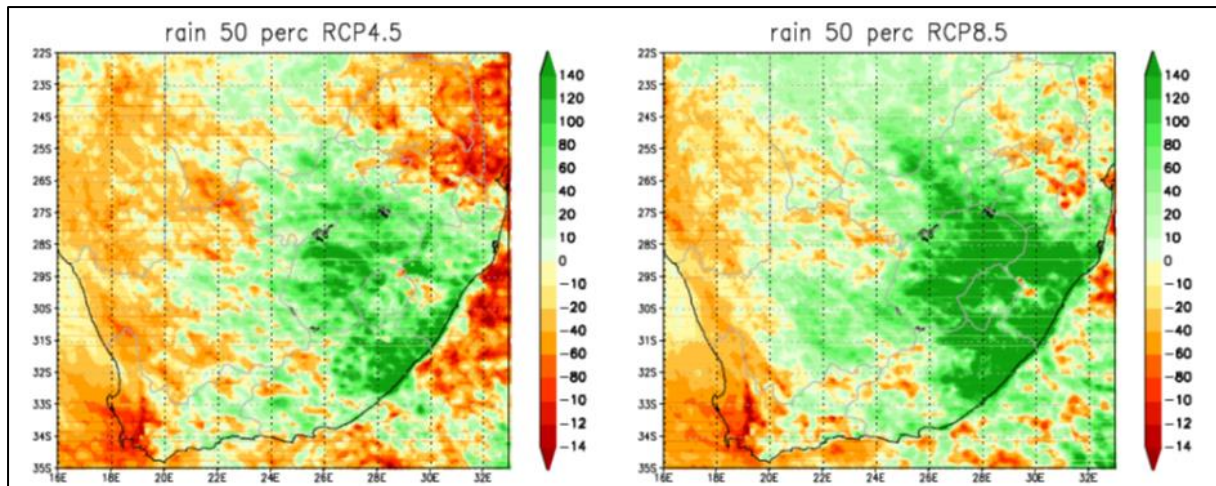 rain 50 perc RCP4.5
22S
23S
24S
25S
26S
27S
28S
29S
30S
31S
32S
33S
34S
35S
16E 18E 20E 22E 24E 26E 28E 30E 32E
140
120
80
60
40
20
10
0
-10
-20
-40
-60
-80
-10
-14
rain 50 perc RCP8.5
22S
23S
24S
25S
26S
27S
28S
29S
30S
31S
32S
33S
34S
35S
16E 18E 20E 22E 24E 26E 28E 30E 32E
140
120
80
60
40
20
10
0
-10
-20
-40
-60
-80
-10
-14